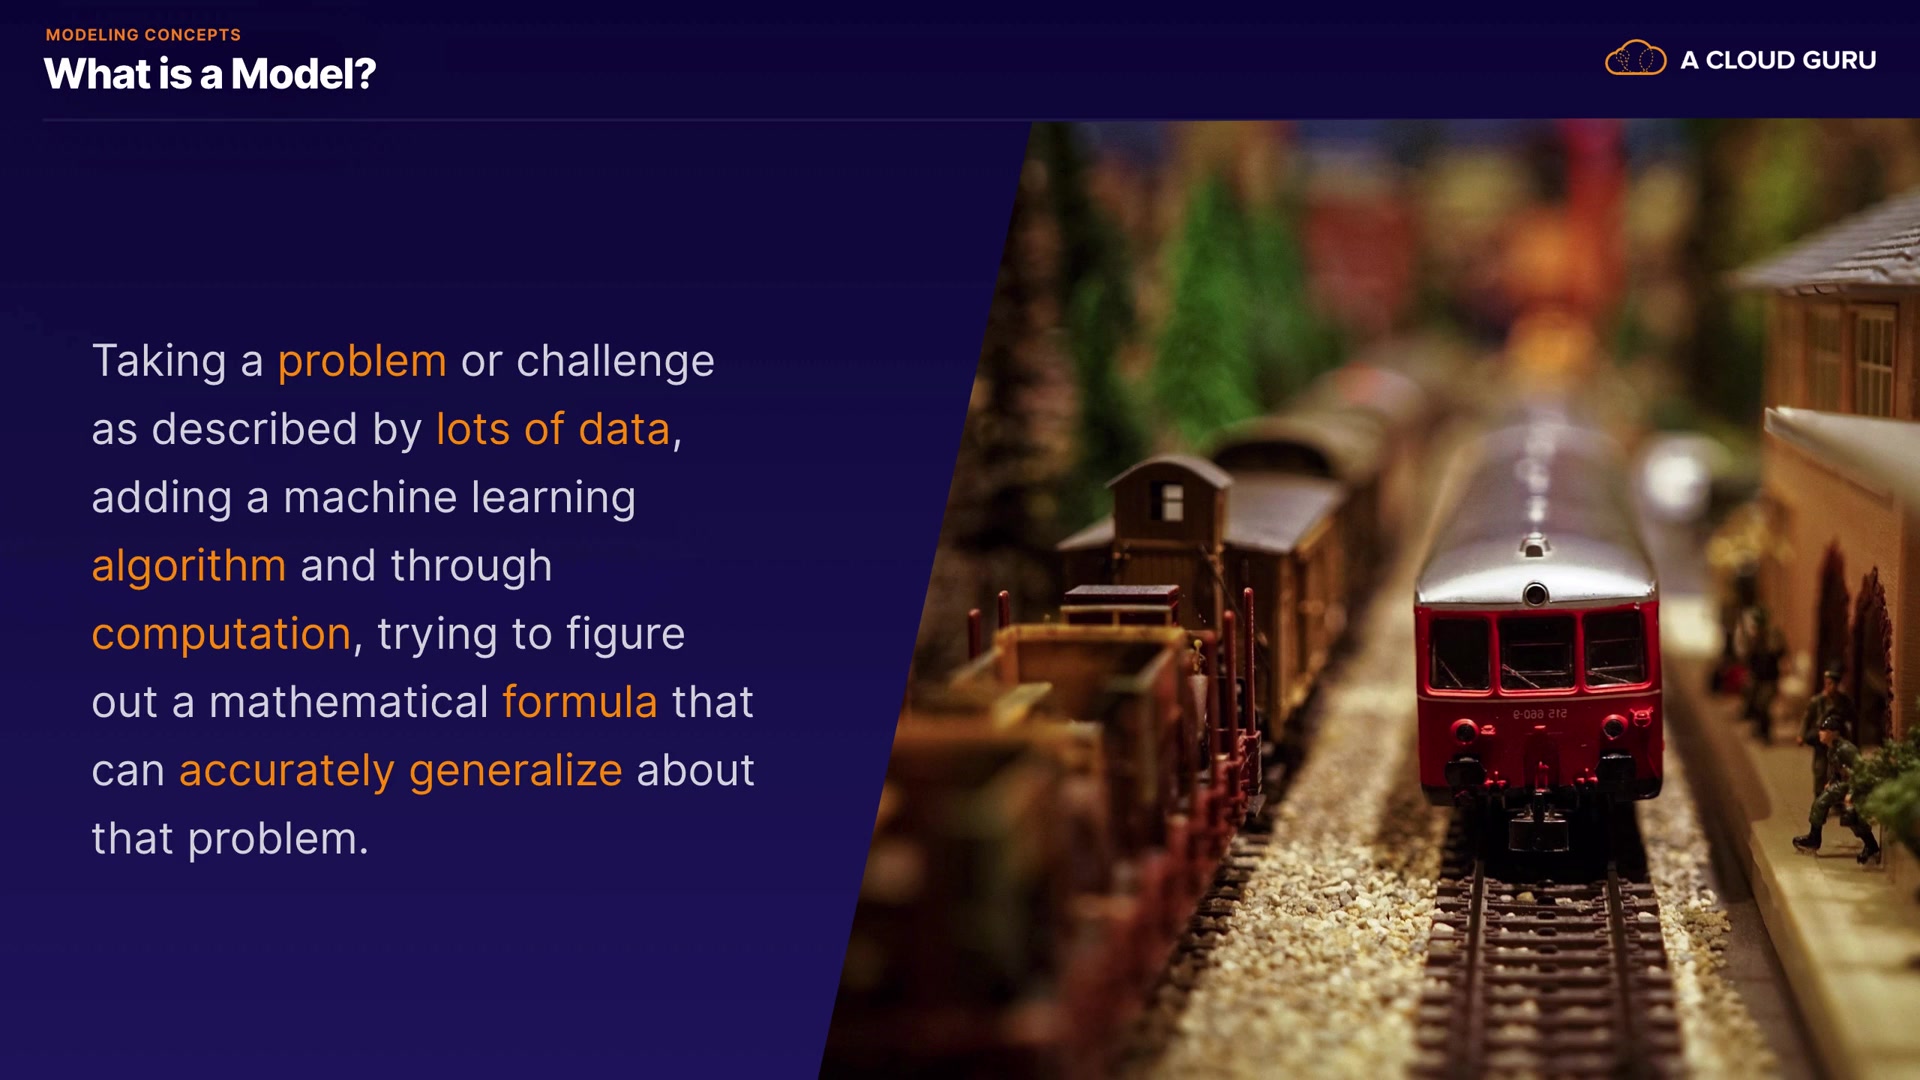 MODELING CONCEPTS
What is a Model?
A CLOUD GURU
Taking a problem or challenge
as described by lots of data,
adding a machine learning
algorithm and through
computation, trying to figure
out a mathematical formula that
can accurately generalize about
that problem.